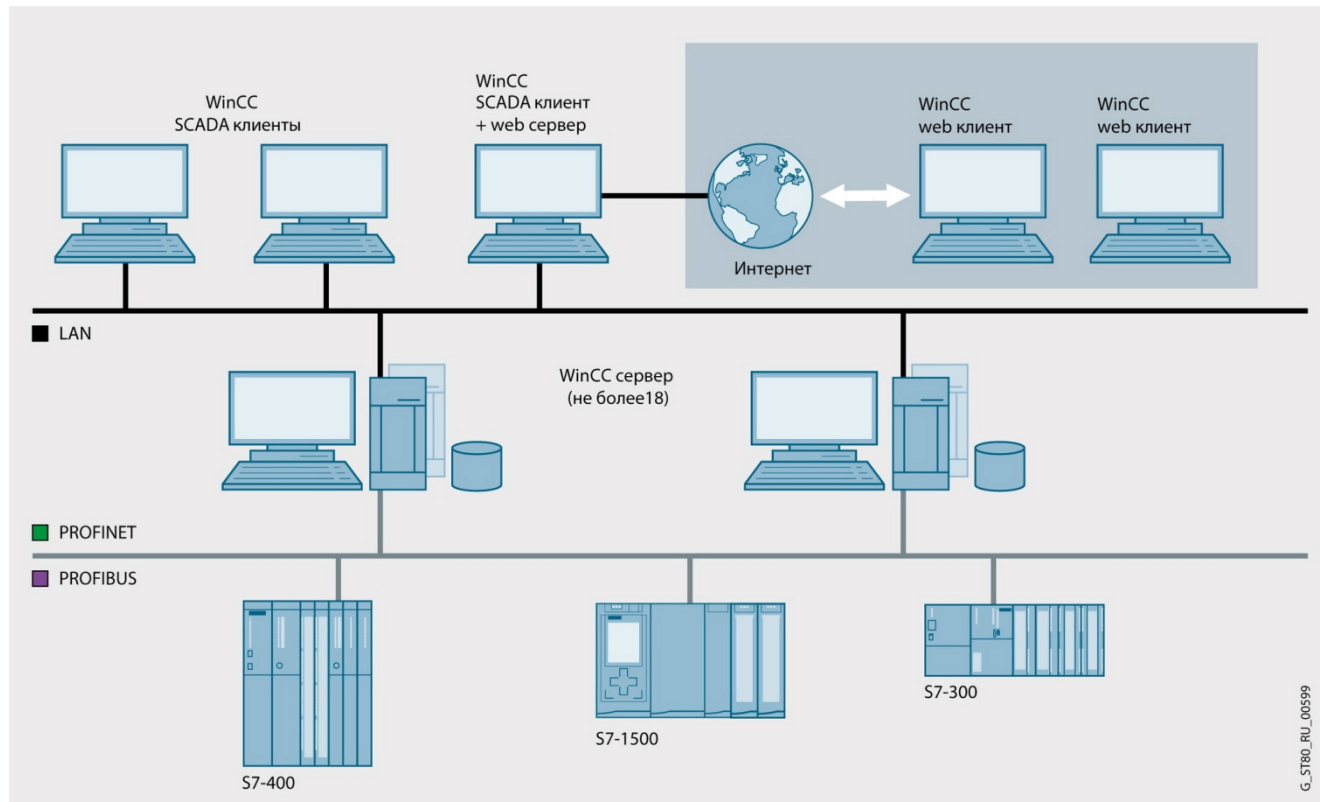 WinCC
SCADA клиенты
WinCC
SCADA клиент
+ web сервер
WinCC
web клиент
WinCC
web клиент
Интернет
LAN
WinCC сервер
(не более18)
PROFINET
PROFIBUS
S7-400
S7-1500
S7-300
G_ST80_RU_00599